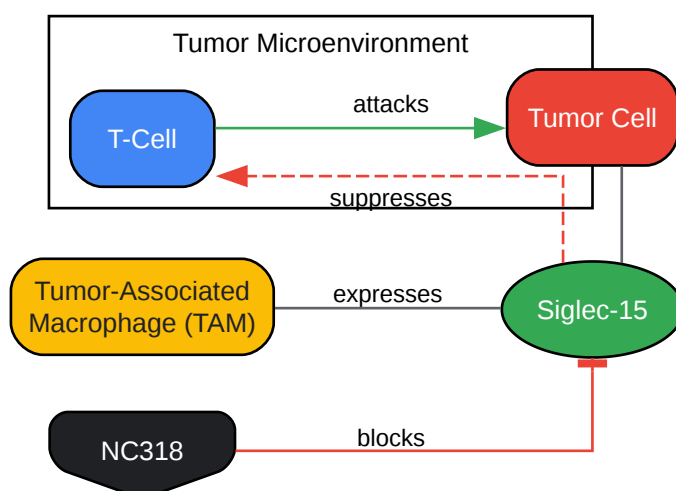 Tumor Microenvironment
attacks
T-Cell
Tumor Cell
suppresses
Tumor-Associated
Macrophage (TAM)
expresses
Siglec-15
NC318
blocks